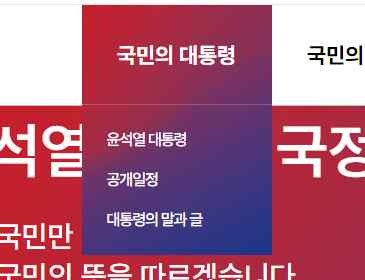 국민의 대통령
국민의
석열
국정
윤석열 대통령
공개일정
대통령의 말과 글
국민만
국민의 뜻을 따르겠습니다